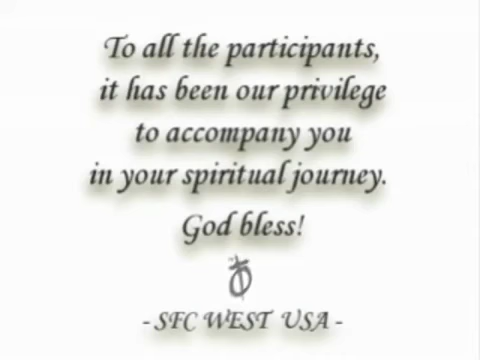 To all the participants,
it has been our privilege
to accompany you
in your spiritual journey.
God bless!
- SFC WEST USA -